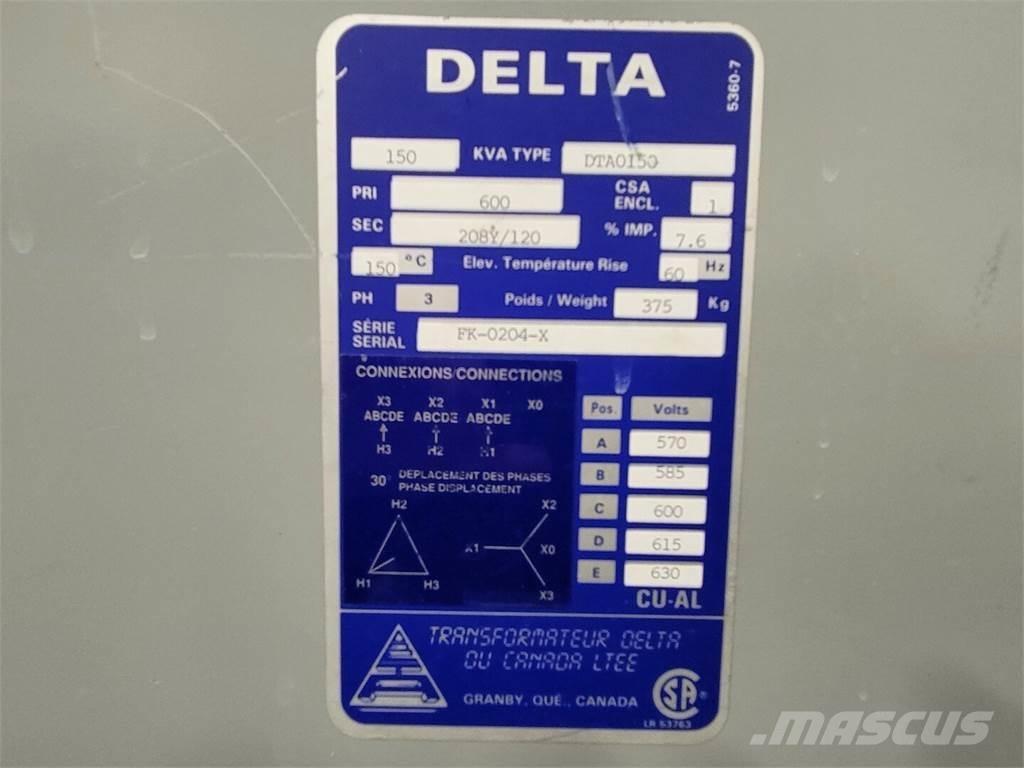 DELTA
5360-7
150 KVA TYPE DTA0150
PRI 600 CSA ENCL. 1
SEC 208Y/120 % IMP. 7.6
150 °C Elev. Température Rise 60 Hz
PH 3 Poids / Weight 375 Kg
SÉRIE
SERIAL FK-0204-X
CONNEXIONS/CONNECTIONS
X3 X2 X1 X0
ABCDE ABCDE ABCDE
H3 H2 H1
30° DEPLACEMENT DES PHASES
PHASE DISPLACEMENT
H2 X2
X1 X0
H1 H3 X3
Pos. Volts
A 570
B 585
C 600
D 615
E 630
CU-AL
TRANSFORMATEUR DELTA
DU CANADA LTEE
GRANBY, QUÉ., CANADA
CSA ®
LR 53763
MASCUS